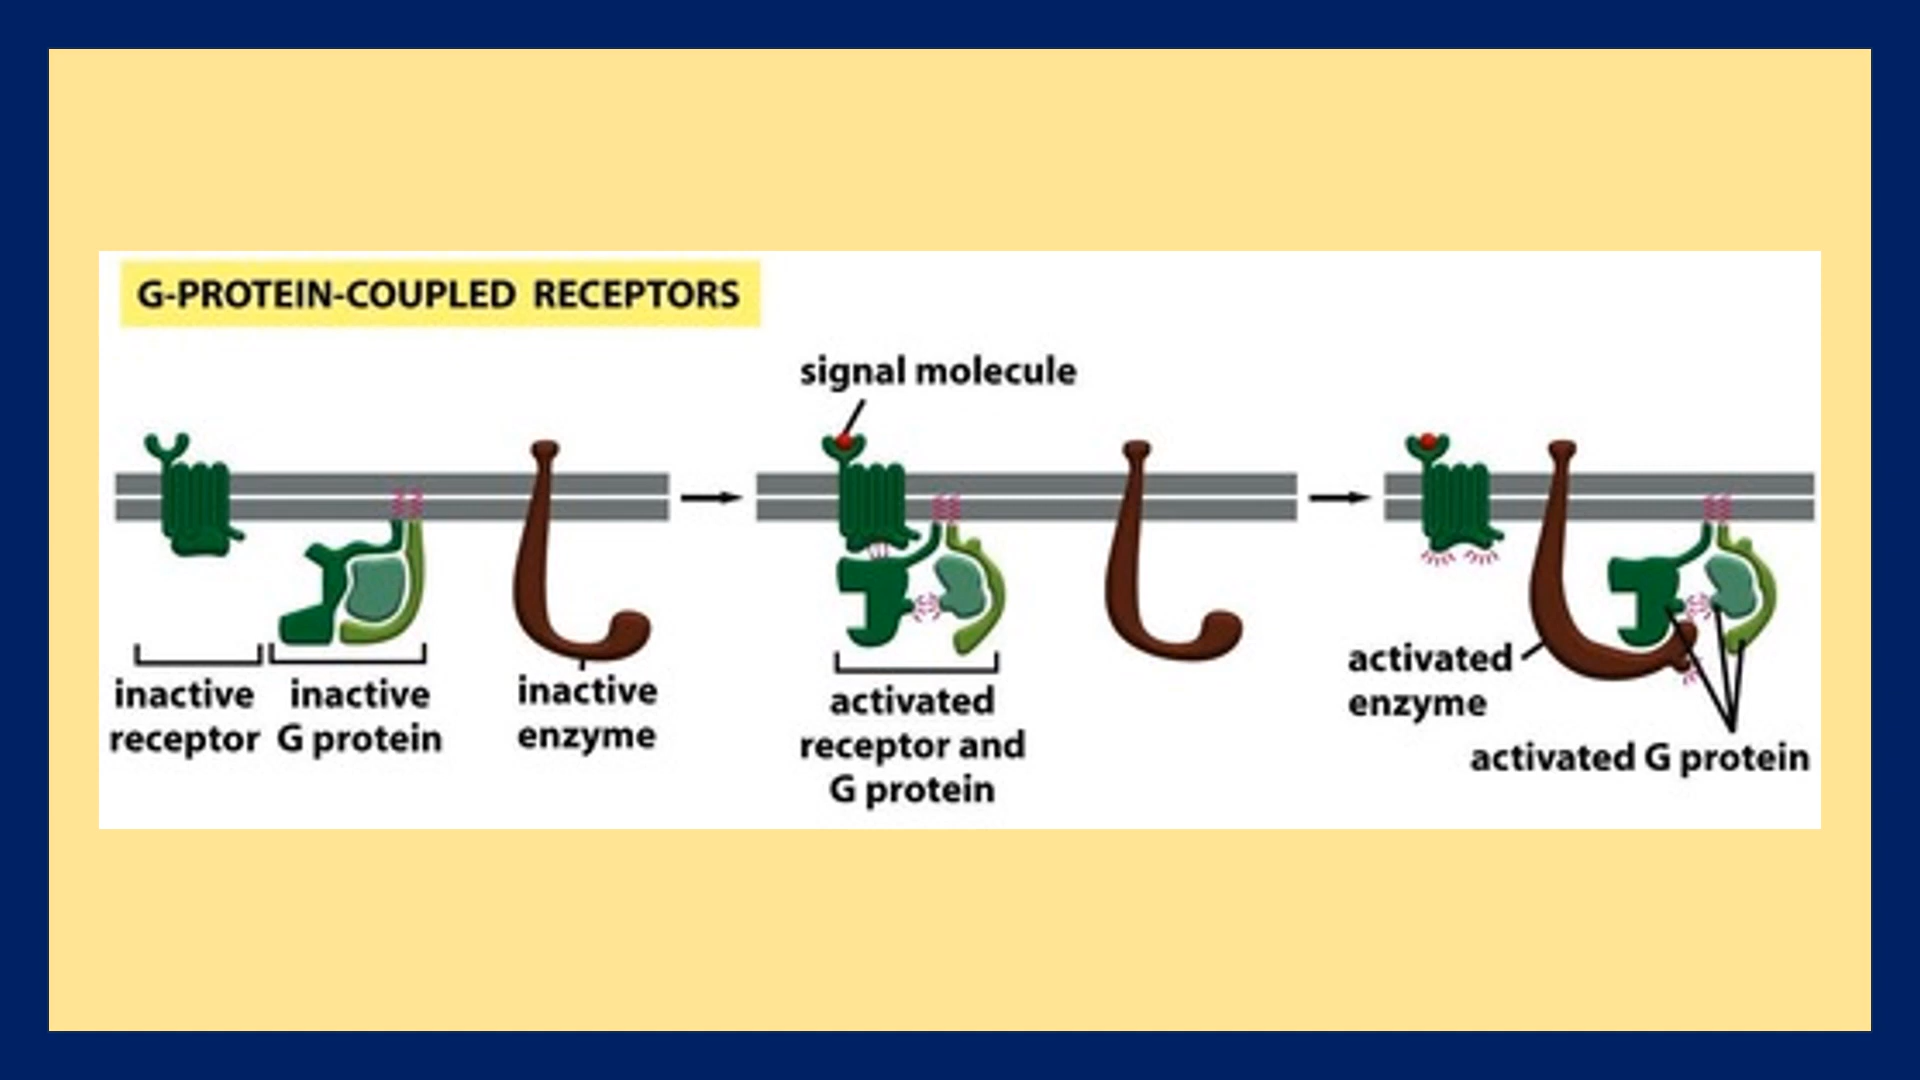 G-PROTEIN-COUPLED RECEPTORS
signal molecule
inactive
receptor
inactive
G protein
inactive
enzyme
activated
receptor and
G protein
activated
enzyme
activated G protein